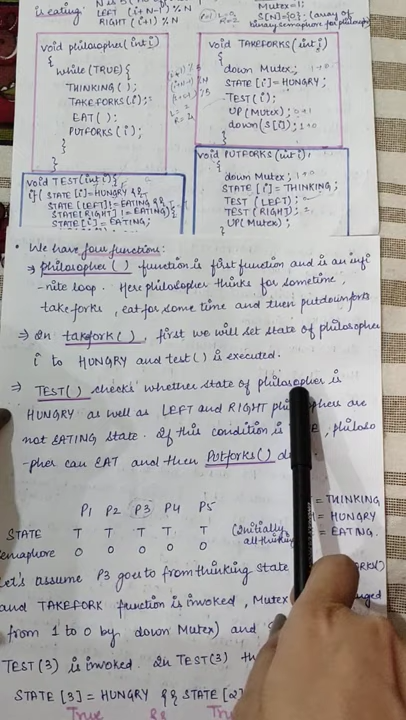 is eating.
LEFT (i+N-1) % N
RIGHT (i+1) % N
Mutex=1;
S[N]={0}; (array of
binary semaphore for philosopher)
void philosopher(int i)
{
while (TRUE) {
THINKING ( );
TAKEFORKS (i);
EAT ( );
PUTFORKS (i);
}
}
void TAKEFORKS (int i)
{
down Mutex;
STATE [i] = HUNGRY;
TEST (i);
UP (Mutex);
down (S[i]);
}
void TEST (int i) {
if ( STATE [i]=HUNGRY &&
STATE [LEFT] != EATING &&
STATE [RIGHT] != EATING) {
STATE [i] = EATING;
void PUTFORKS (int i)
{
down Mutex;
STATE [i] = THINKING;
TEST (LEFT);
TEST (RIGHT);
UP (Mutex);
• We have four function:
⇒ Philosopher ( ) function is first function and is an infi
-nite loop. Here philosopher thinks for sometime,
take forks, eat for some time and then putdown forks
⇒ In takefork ( ), first we will set state of philosopher
i to HUNGRY and test ( ) is executed.
⇒ TEST( ) checks whether state of philosopher is
HUNGRY as well as LEFT and RIGHT philosophers are
not EATING state. If this condition is philoso
-pher can EAT and then Putforks( )
P1 P2 P3 P4 P5
STATE T T T T T (Initially all thinking
semaphore 0 0 0 0 0
= THINKING
= HUNGRY
= EATING.
Let's assume P3 goes to from thinking state
and TAKEFORK function is invoked, Mutex
from 1 to 0 by down Mutex) and
TEST (3) is invoked. In TEST (3)
STATE [3] = HUNGRY && STATE [2]
True &&